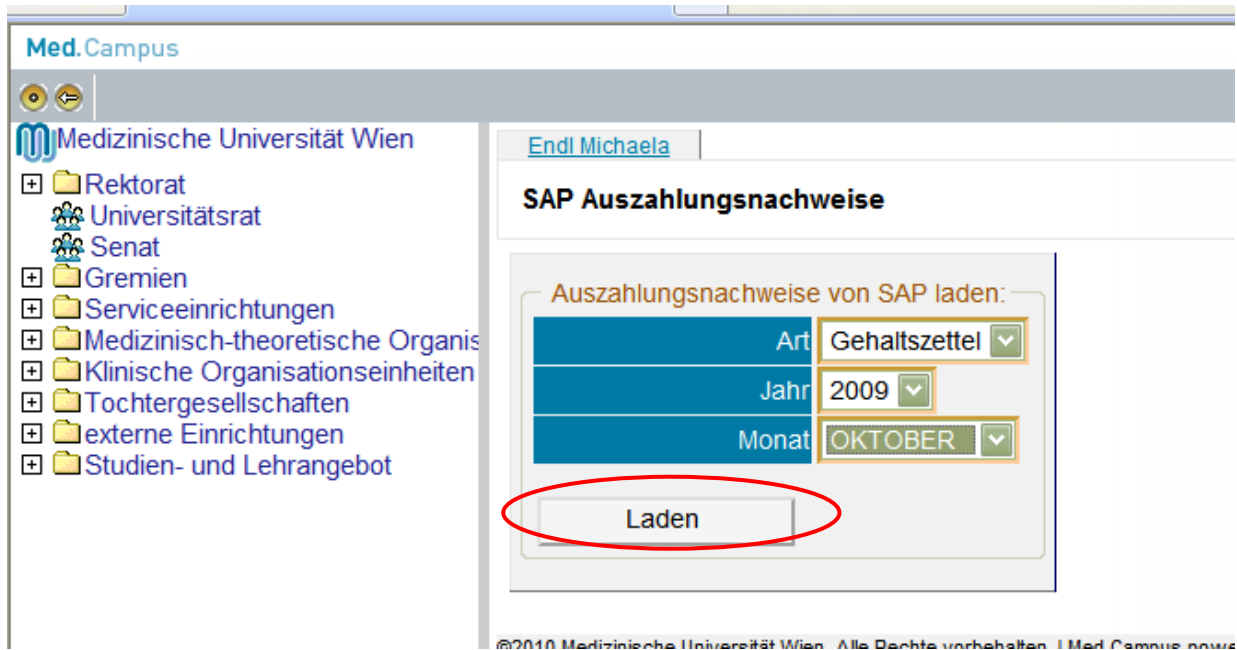 Med.Campus
Medizinische Universität Wien
Rektorat
Universitätsrat
Senat
Gremien
Serviceeinrichtungen
Medizinisch-theoretische Organis
Klinische Organisationseinheiten
Tochtergesellschaften
externe Einrichtungen
Studien- und Lehrangebot
Endl Michaela
SAP Auszahlungsnachweise
Auszahlungsnachweise von SAP laden:
Art Gehaltszettel
Jahr 2009
Monat OKTOBER
Laden
©2010 Medizinische Universität Wien. Alle Rechte vorbehalten. | Med.Campus powe